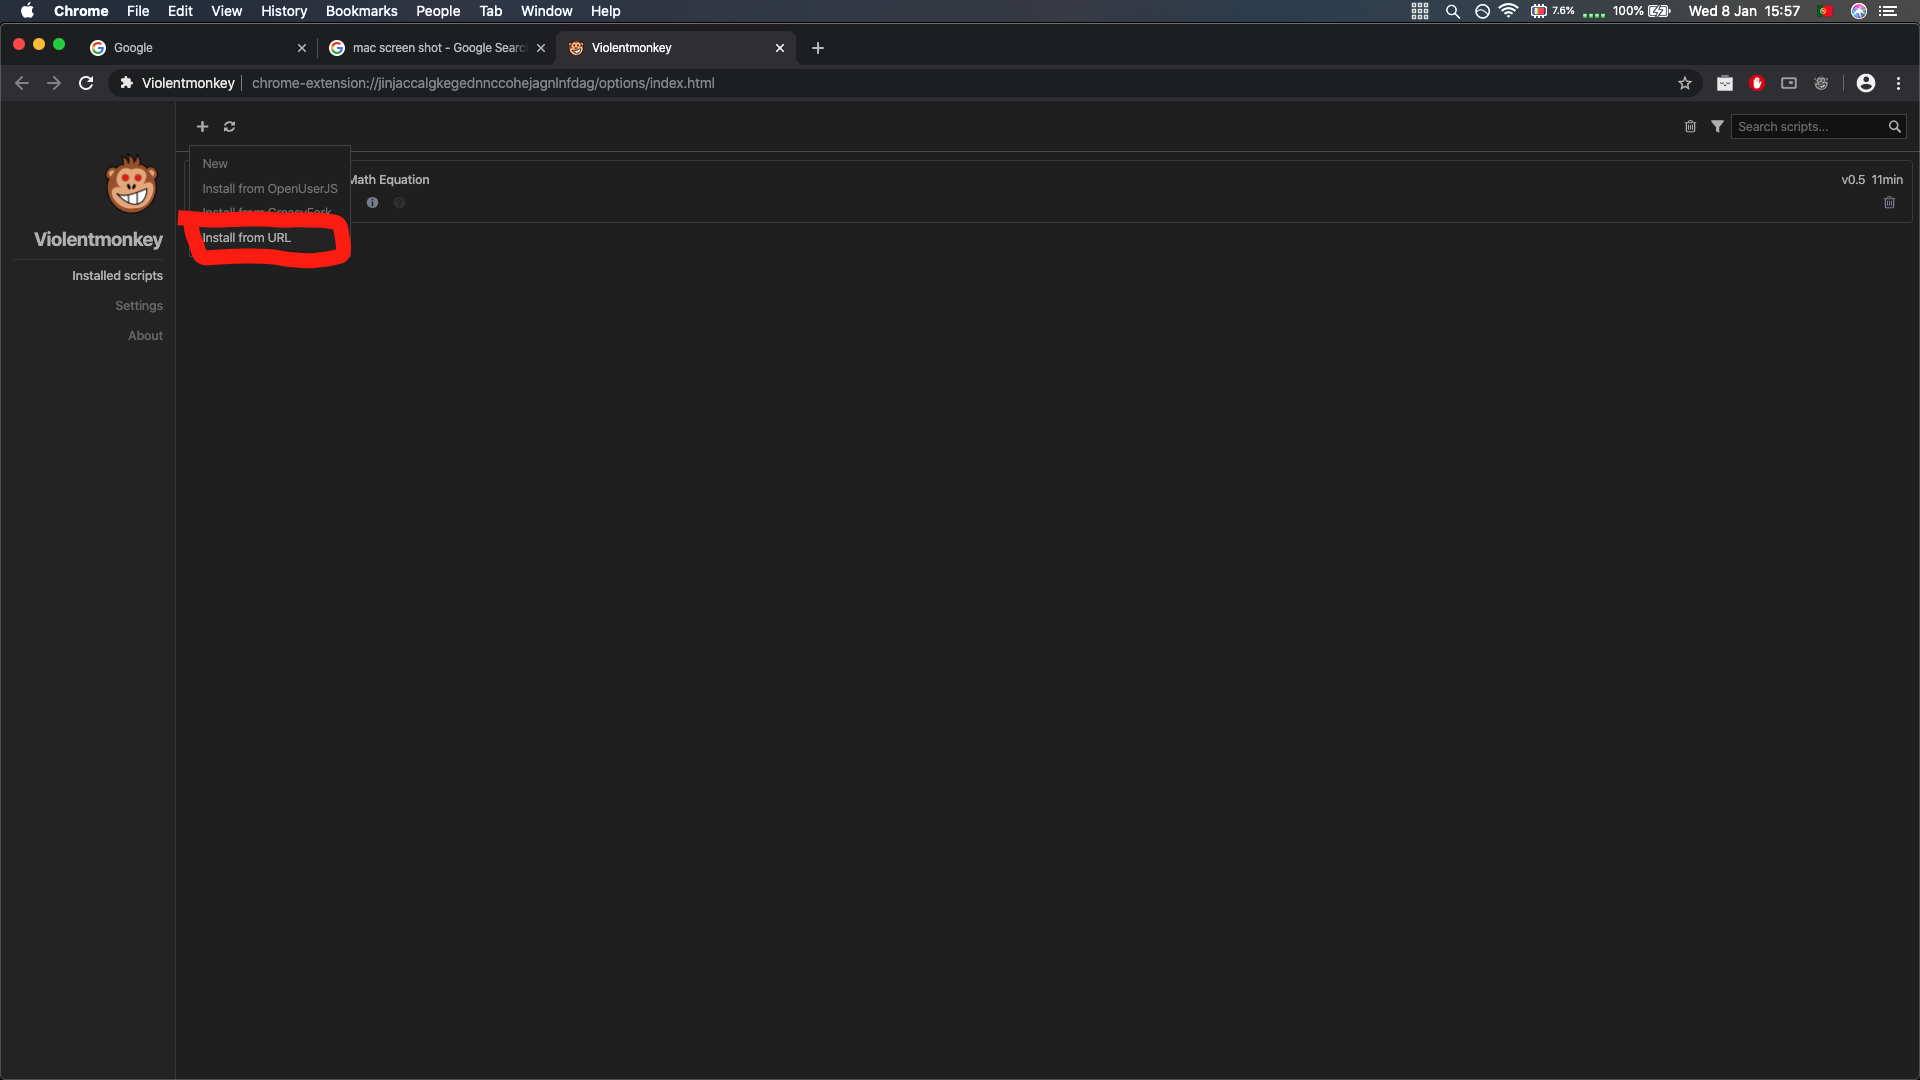 Chrome File Edit View History Bookmarks People Tab Window Help 7.6% 100% Wed 8 Jan 15:57
Google mac screen shot - Google Searc Violentmonkey
Violentmonkey chrome-extension://jinjaccalgkegednnccohejagnlnfdag/options/index.html
Search scripts...
New
Install from OpenUserJS
Install from GreasyFork
Install from URL
Math Equation v0.5 11min
Violentmonkey
Installed scripts
Settings
About